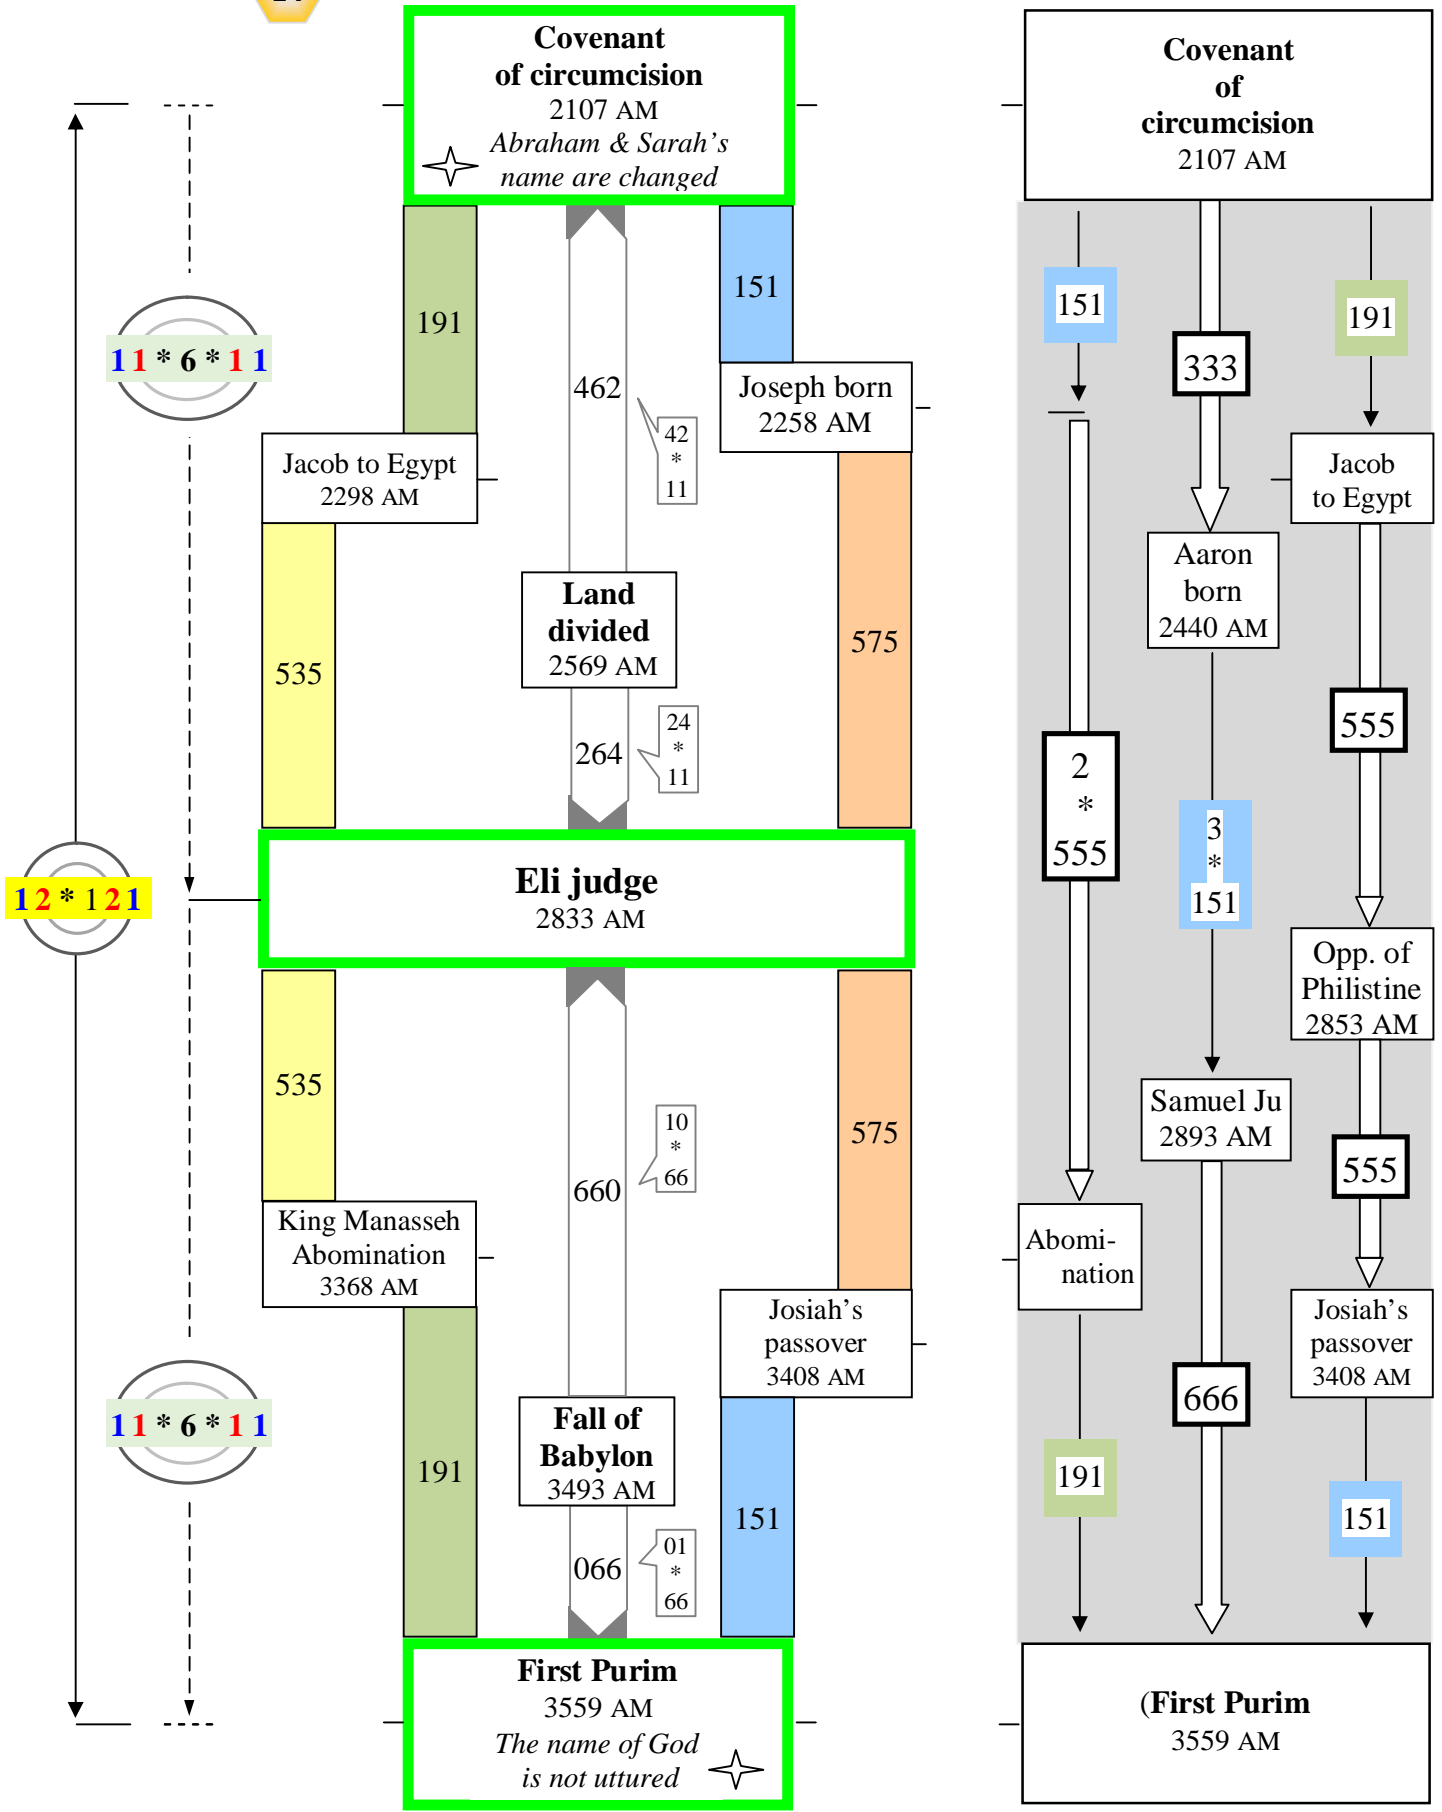 Covenant
of circumcision
2107 AM
Abraham & Sarah's
name are changed
191
462
42
*
11
151
Joseph born
2258 AM
Jacob to Egypt
2298 AM
11 * 6 * 11
535
Land
divided
2569 AM
264
24
*
11
575
12 * 121
Eli judge
2833 AM
535
660
10
*
66
575
King Manasseh
Abomination
3368 AM
Josiah's
passover
3408 AM
11 * 6 * 11
191
Fall of
Babylon
3493 AM
066
01
*
66
151
First Purim
3559 AM
The name of God
is not uttured
Covenant
of
circumcision
2107 AM
151
333
191
Jacob
to Egypt
Aaron
born
2440 AM
555
2
*
555
3
*
151
Opp. of
Philistine
2853 AM
Samuel Ju
2893 AM
555
Abomi-
nation
Josiah's
passover
3408 AM
666
191
151
(First Purim
3559 AM